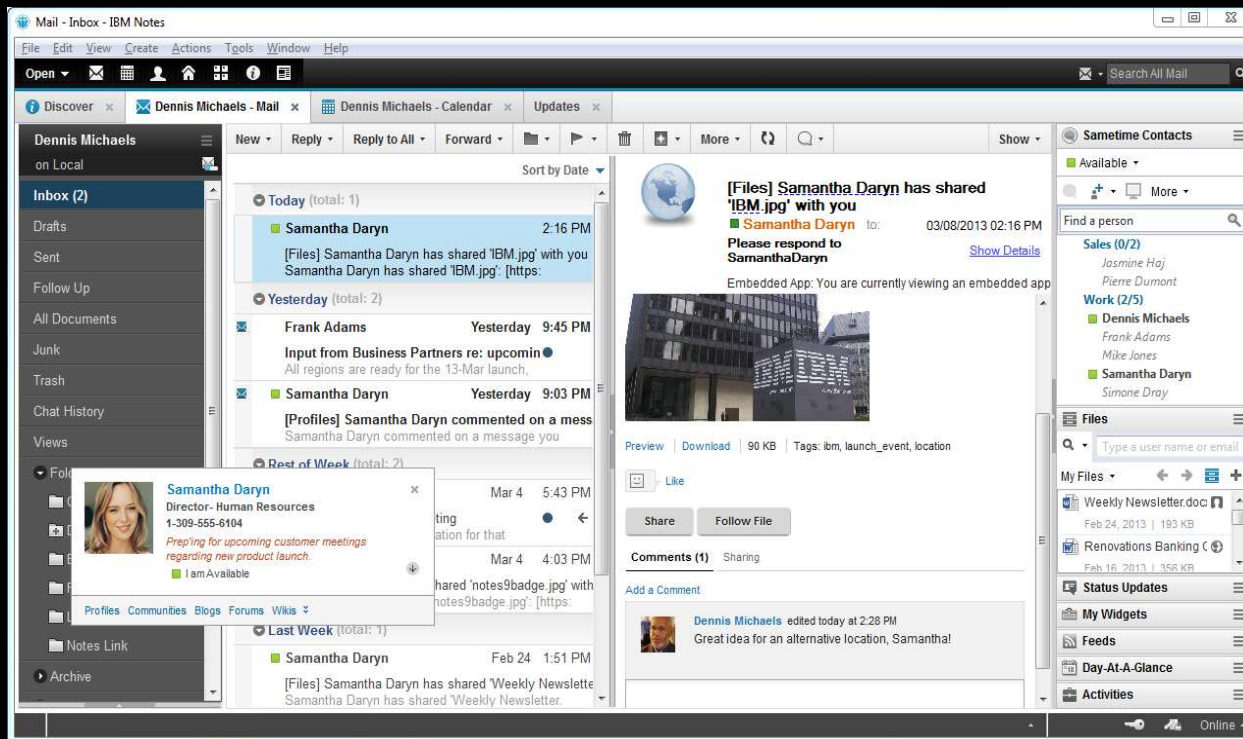 Mail - Inbox - IBM Notes
File Edit View Create Actions Tools Window Help
Open
Search All Mail
Discover × Dennis Michaels - Mail × Dennis Michaels - Calendar × Updates ×
Dennis Michaels
on Local
Inbox (2)
Drafts
Sent
Follow Up
All Documents
Junk
Trash
Chat History
Views
Notes Link
Archive
New Reply Reply to All Forward More Show
Sort by Date
Today (total: 1)
Samantha Daryn 2:16 PM
[Files] Samantha Daryn has shared 'IBM.jpg' with you
Samantha Daryn has shared 'IBM.jpg': [https:
Yesterday (total: 2)
Frank Adams Yesterday 9:45 PM
Input from Business Partners re: upcomin
All regions are ready for the 13-Mar launch,
Samantha Daryn Yesterday 9:03 PM
[Profiles] Samantha Daryn commented on a mess
Samantha Daryn commented on a message you
Rest of Week (total: 2)
Mar 4 5:43 PM
ting
ation for that
Mar 4 4:03 PM
hared 'notes9badge.jpg' with
notes9badge.jpg': [https:
Last Week (total: 1)
Samantha Daryn Feb 24 1:51 PM
[Files] Samantha Daryn has shared 'Weekly Newslette
Samantha Daryn has shared 'Weekly Newsletter.
Samantha Daryn ×
Director- Human Resources
1-309-555-6104
Prep'ing for upcoming customer meetings
regarding new product launch.
I am Available
Profiles Communities Blogs Forums Wikis
[Files] Samantha Daryn has shared
'IBM.jpg' with you
Samantha Daryn to: 03/08/2013 02:16 PM
Please respond to
SamanthaDaryn
Show Details
Embedded App: You are currently viewing an embedded app
IBM
IBM
Preview | Download | 90 KB | Tags: ibm, launch_event, location
Like
Share Follow File
Comments (1) Sharing
Add a Comment
Dennis Michaels edited today at 2:28 PM
Great idea for an alternative location, Samantha!
Sametime Contacts
Available
More
Find a person
Sales (0/2)
Jasmine Haj
Pierre Dumont
Work (2/5)
Dennis Michaels
Frank Adams
Mike Jones
Samantha Daryn
Simone Dray
Files
Type a user name or email
My Files
Weekly Newsletter.doc
Feb 24, 2013 | 193 KB
Renovations Banking
Feb 16, 2013 | 356 KB
Status Updates
My Widgets
Feeds
Day-At-A-Glance
Activities
Online